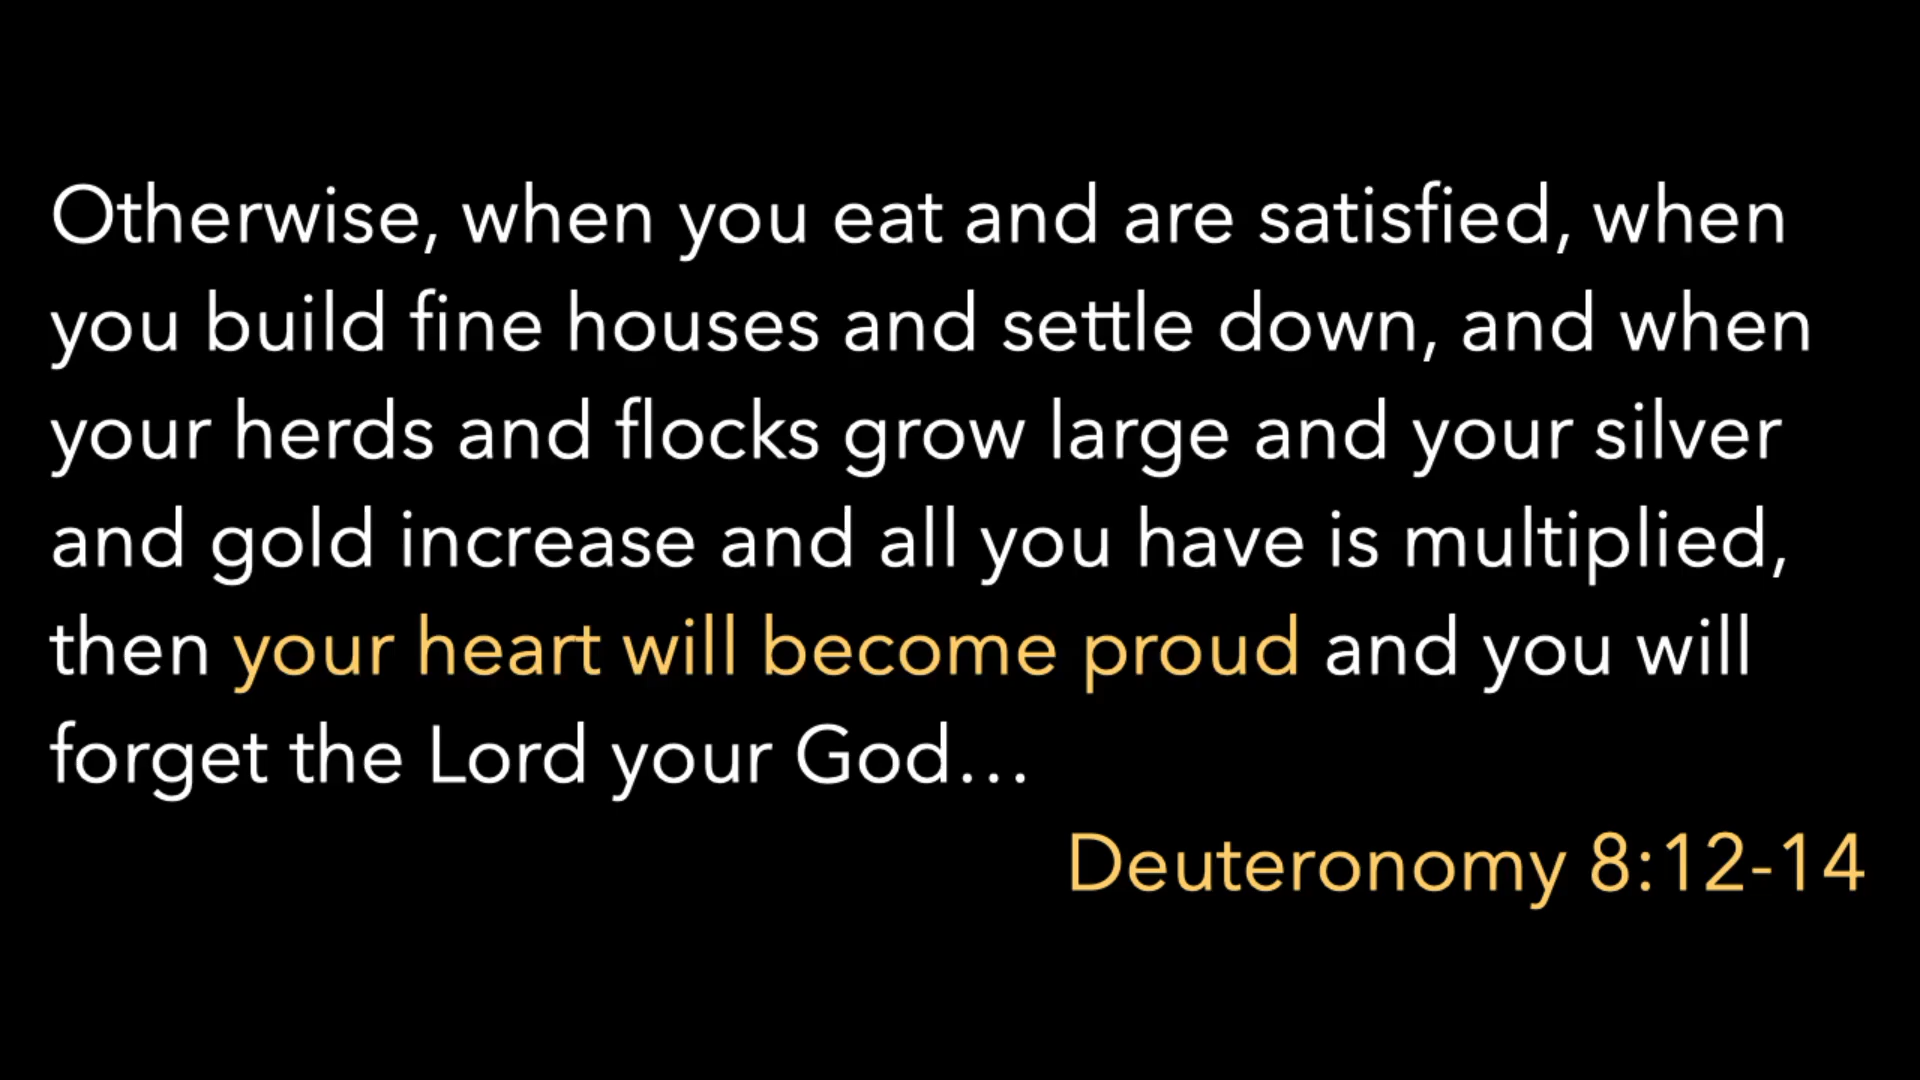 Otherwise, when you eat and are satisfied, when
you build fine houses and settle down, and when
your herds and flocks grow large and your silver
and gold increase and all you have is multiplied,
then your heart will become proud and you will
forget the Lord your God…
Deuteronomy 8:12-14